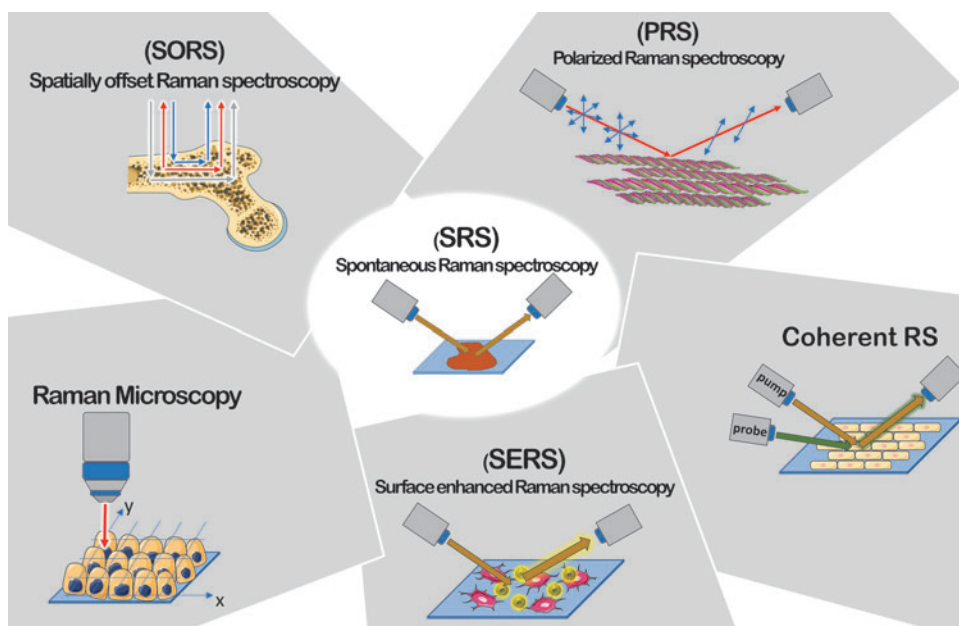 (SORS)
Spatially offset Raman spectroscopy
(PRS)
Polarized Raman spectroscopy
(SRS)
Spontaneous Raman spectroscopy
Coherent RS
pump
probe
Raman Microscopy
y
x
(SERS)
Surface enhanced Raman spectroscopy